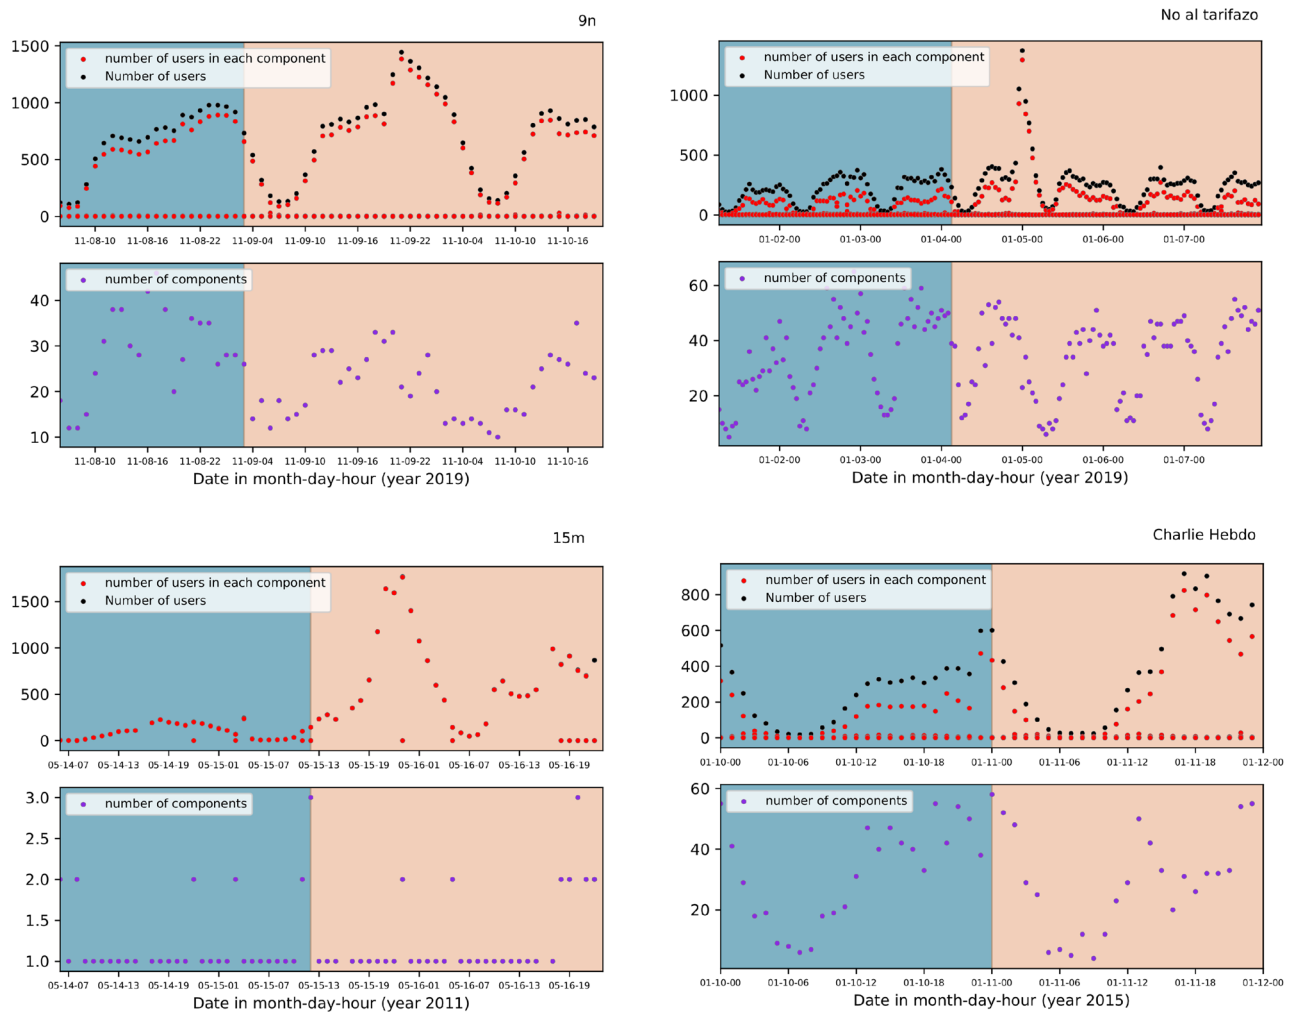 9n
1500
1000
500
0
number of users in each component
Number of users
11-08-10 11-08-16 11-08-22 11-09-04 11-09-10 11-09-16 11-09-22 11-10-04 11-10-10 11-10-16
40
30
20
10
number of components
11-08-10 11-08-16 11-08-22 11-09-04 11-09-10 11-09-16 11-09-22 11-10-04 11-10-10 11-10-16
Date in month-day-hour (year 2019)
No al tarifazo
1000
500
0
number of users in each component
Number of users
01-02-00 01-03-00 01-04-00 01-05-00 01-06-00 01-07-00
60
40
20
number of components
01-02-00 01-03-00 01-04-00 01-05-00 01-06-00 01-07-00
Date in month-day-hour (year 2019)
15m
1500
1000
500
0
number of users in each component
Number of users
05-14-07 05-14-13 05-14-19 05-15-01 05-15-07 05-15-13 05-15-19 05-16-01 05-16-07 05-16-13 05-16-19
3.0
2.5
2.0
1.5
1.0
number of components
05-14-07 05-14-13 05-14-19 05-15-01 05-15-07 05-15-13 05-15-19 05-16-01 05-16-07 05-16-13 05-16-19
Date in month-day-hour (year 2011)
Charlie Hebdo
800
600
400
200
0
number of users in each component
Number of users
01-10-00 01-10-06 01-10-12 01-10-18 01-11-00 01-11-06 01-11-12 01-11-18 01-12-00
60
40
20
number of components
01-10-00 01-10-06 01-10-12 01-10-18 01-11-00 01-11-06 01-11-12 01-11-18 01-12-00
Date in month-day-hour (year 2015)